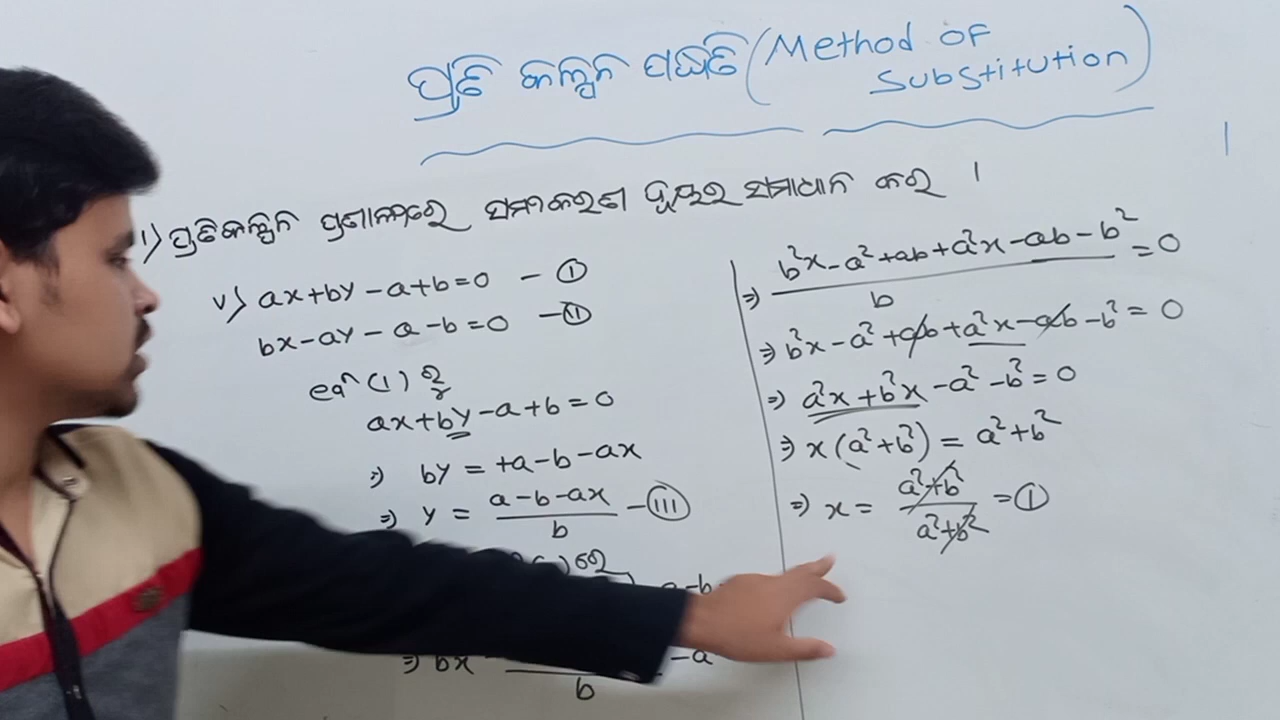 ପ୍ରତି କଳ୍ପନ ପଦ୍ଧତି (Method of
Substitution)
1) ପ୍ରତିକଳ୍ପନ ପ୍ରଣାଳୀରେ ସମୀକରଣ ଦ୍ୱୟର ସମାଧାନ କର ।
v) ax+by-a+b=0 - ①
bx-ay-a-b=0 - ⑪
eqⁿ (1) ରୁ
ax+by-a+b=0
⇒ by = +a-b-ax
⇒ y = (a-b-ax)/b - Ⅲ
ରେ
a-b
⇒ bx -
b
-a
⇒ (b²x-a²+ab+a²x-ab-b²)/b = 0
⇒ b²x-a²+ab+a²x-ab-b² = 0
⇒ a²x+b²x-a²-b²=0
⇒ x(a²+b²) = a²+b²
⇒ x = (a²+b²)/(a²+b²) = ①